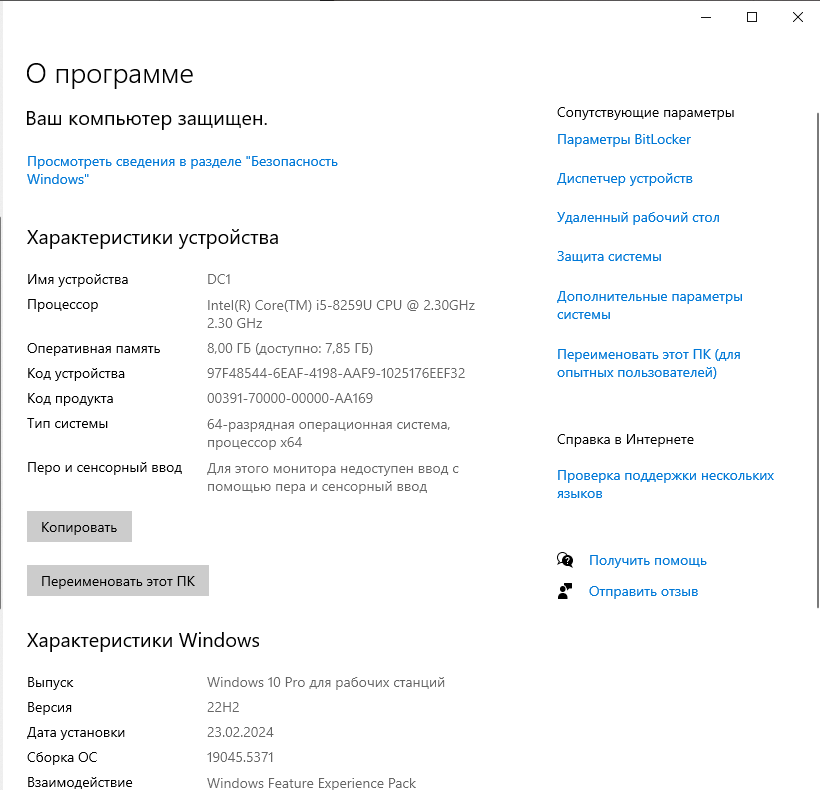 О программе
Ваш компьютер защищен.
Просмотреть сведения в разделе "Безопасность
Windows"
Характеристики устройства
Имя устройства DC1
Процессор Intel(R) Core(TM) i5-8259U CPU @ 2.30GHz
2.30 GHz
Оперативная память 8,00 ГБ (доступно: 7,85 ГБ)
Код устройства 97F48544-6EAF-4198-AAF9-1025176EEF32
Код продукта 00391-70000-00000-AA169
Тип системы 64-разрядная операционная система,
процессор x64
Перо и сенсорный ввод Для этого монитора недоступен ввод с
помощью пера и сенсорный ввод
Копировать
Переименовать этот ПК
Характеристики Windows
Выпуск Windows 10 Pro для рабочих станций
Версия 22H2
Дата установки 23.02.2024
Сборка ОС 19045.5371
Взаимодействие Windows Feature Experience Pack
Сопутствующие параметры
Параметры BitLocker
Диспетчер устройств
Удаленный рабочий стол
Защита системы
Дополнительные параметры
системы
Переименовать этот ПК (для
опытных пользователей)
Справка в Интернете
Проверка поддержки нескольких
языков
Получить помощь
Отправить отзыв